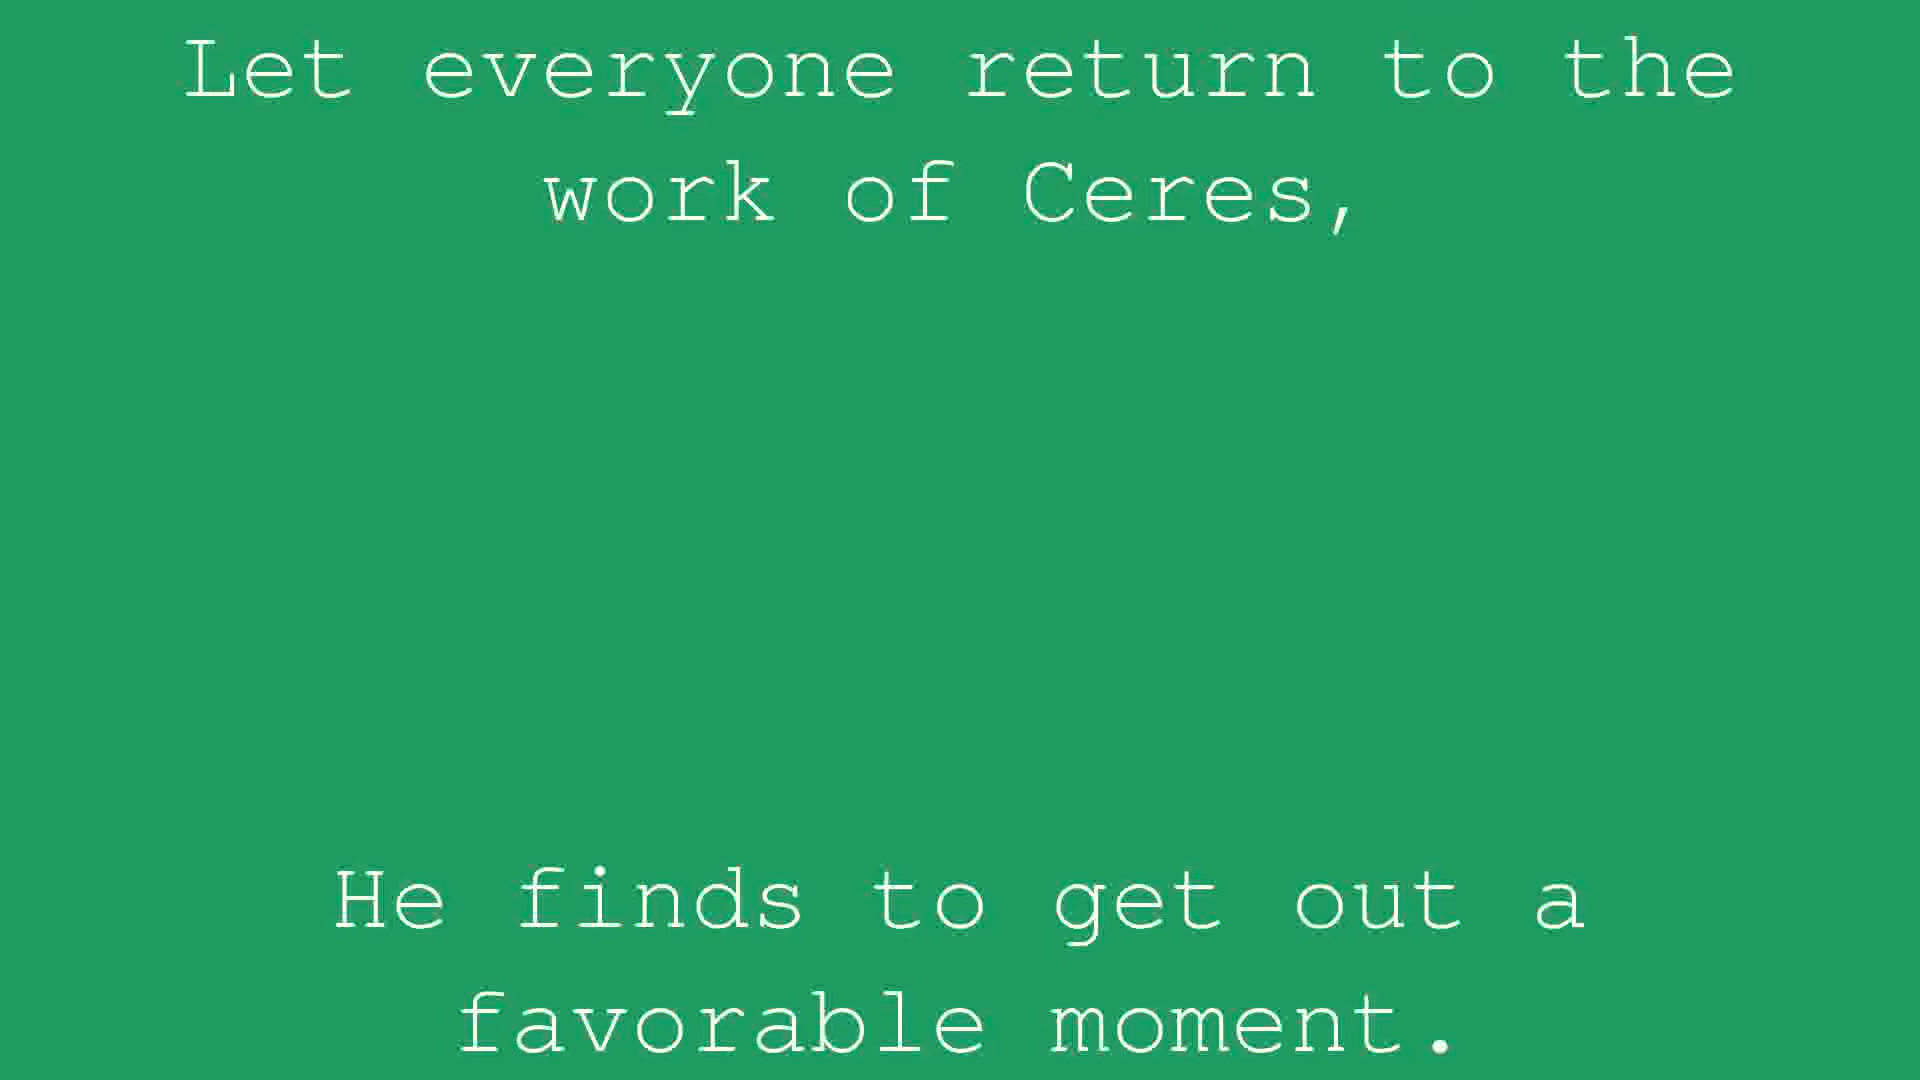 Let everyone return to the
work of Ceres,
He finds to get out a
favorable moment.